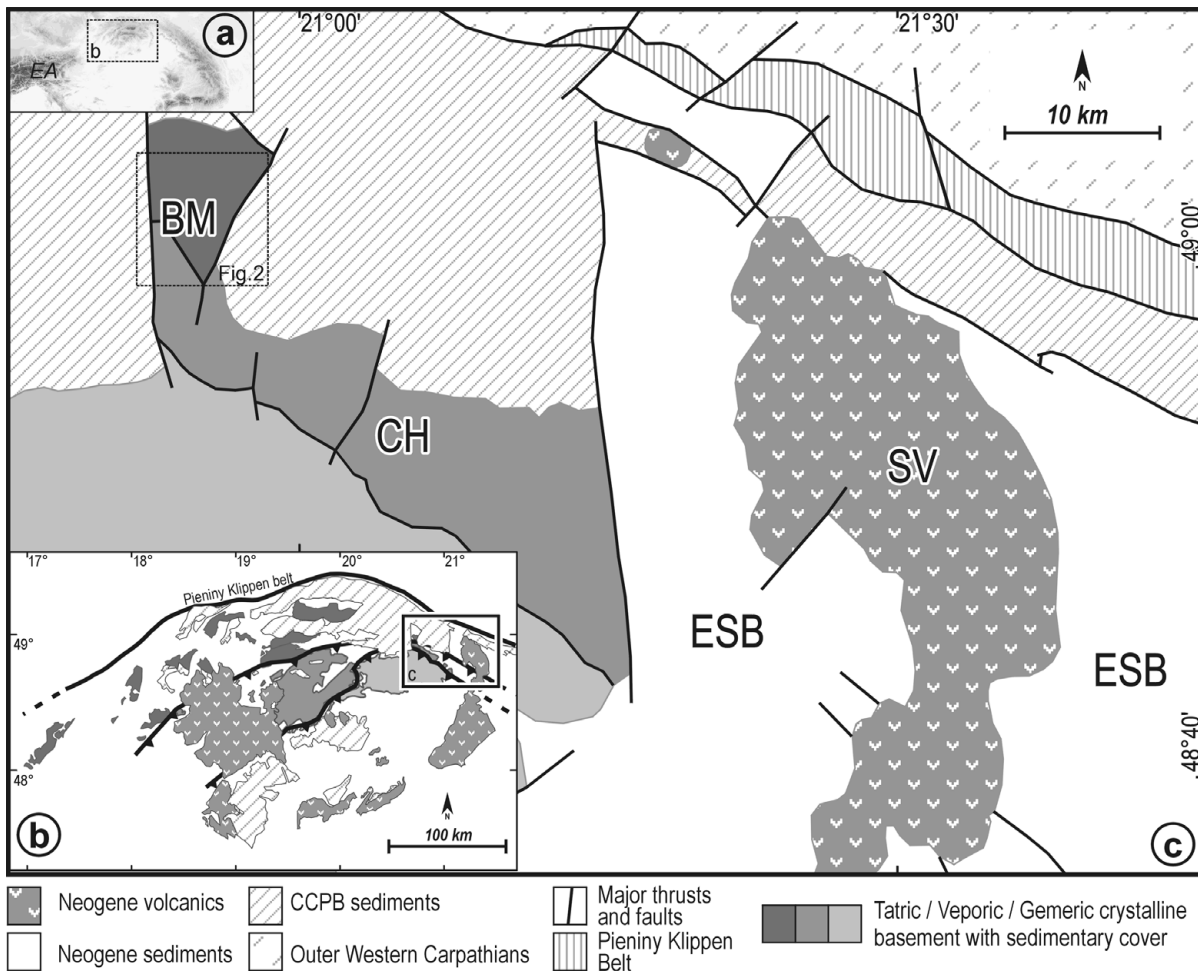 a
b
EA
21°00'
21°30'
N
10 km
BM
Fig.2
49°00'
CH
SV
ESB
ESB
48°40'
17°
18°
19°
20°
21°
Pieniny Klippen belt
49°
c
48°
N
100 km
b
c
Neogene volcanics
CCPB sediments
Major thrusts
and faults
Tatric / Veporic / Gemeric crystalline
basement with sedimentary cover
Neogene sediments
Outer Western Carpathians
Pieniny Klippen
Belt